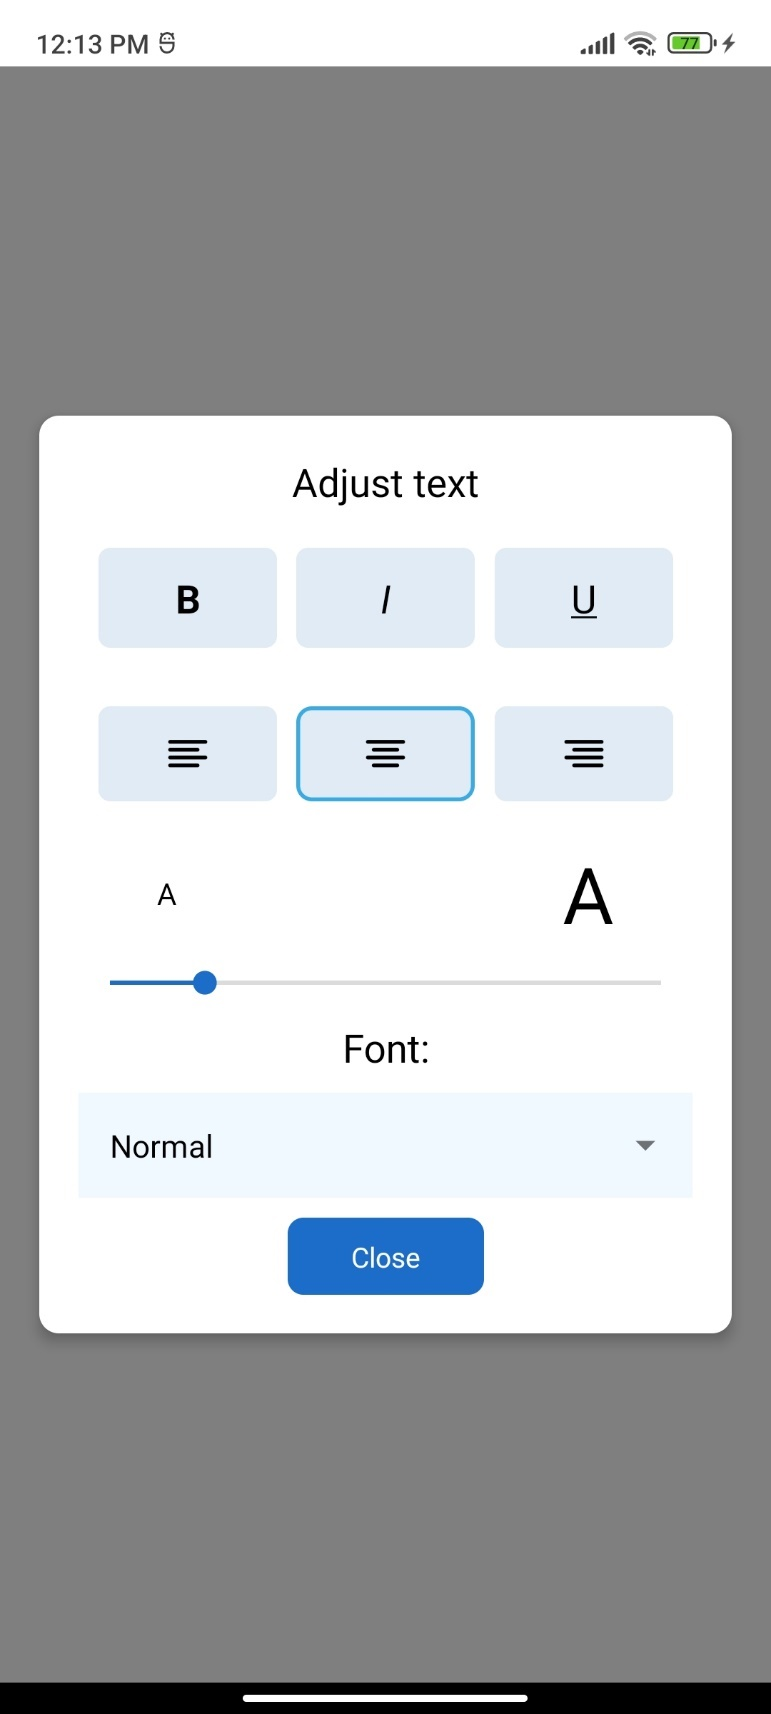 12:13 PM
77
Adjust text
B I U
A A
Font:
Normal
Close